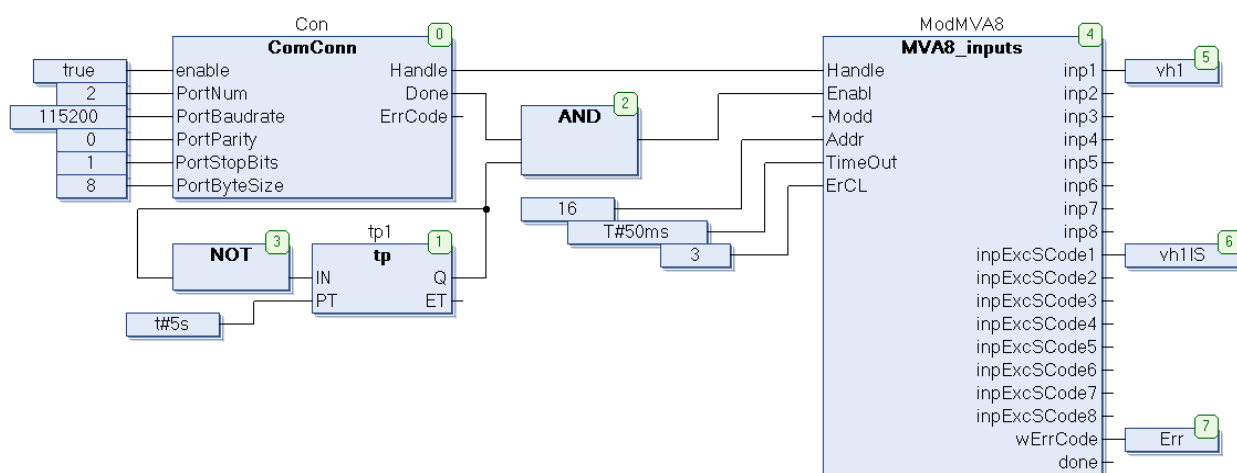 Con
ModMVA8
ComConn 0
MVA8_inputs 4
true enable Handle
Handle inp1 vh1 5
2 PortNum Done
Enabl inp2
115200 PortBaudrate ErrCode
AND 2
Modd inp3
0 PortParity
Addr inp4
1 PortStopBits
TimeOut inp5
8 PortByteSize
ErCL inp6
16
inp7
tp1
T#50ms
inp8
NOT 3
tp 1
3
inpExcSCode1 vh1IS 6
IN Q
inpExcSCode2
PT ET
inpExcSCode3
t#5s
inpExcSCode4
inpExcSCode5
inpExcSCode6
inpExcSCode7
inpExcSCode8
wErrCode Err 7
done